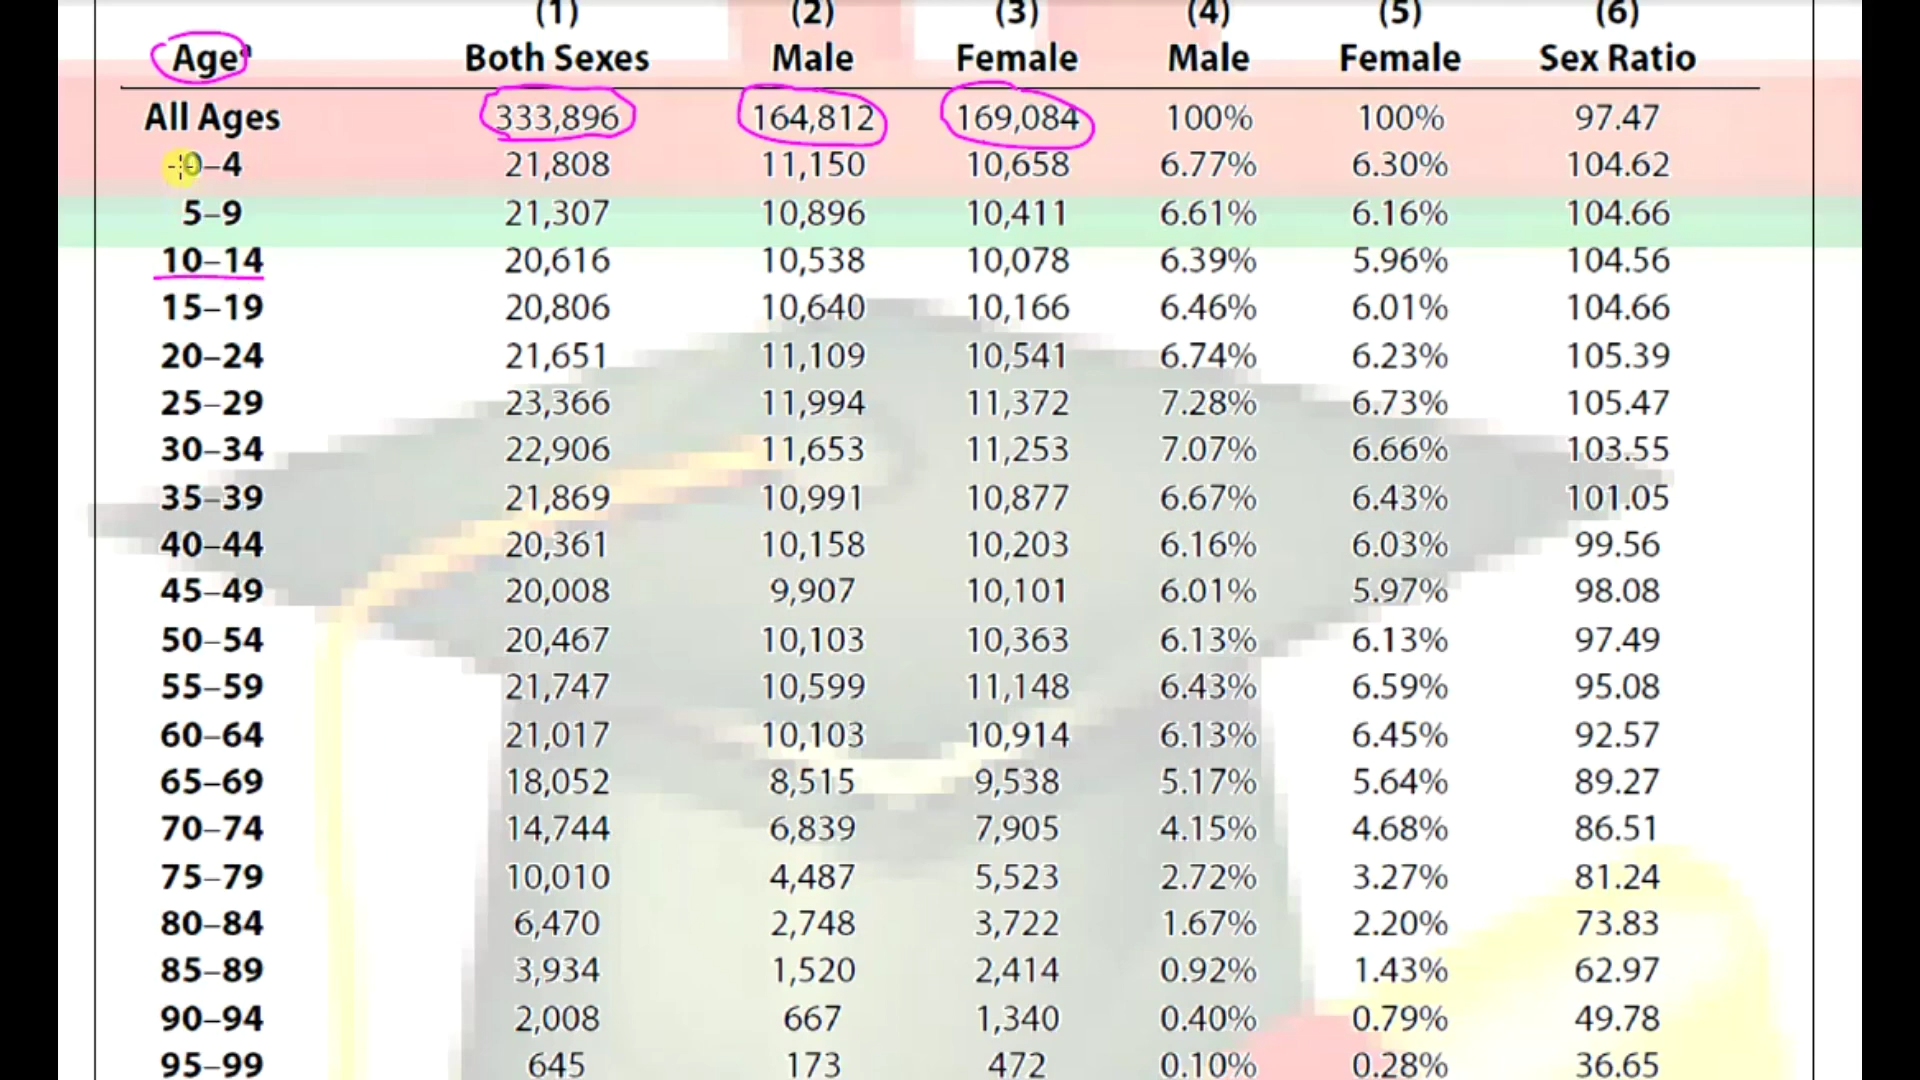 (1) (2) (3) (4) (5) (6)
Ageᵃ Both Sexes Male Female Male Female Sex Ratio
All Ages 333,896 164,812 169,084 100% 100% 97.47
0–4 21,808 11,150 10,658 6.77% 6.30% 104.62
5–9 21,307 10,896 10,411 6.61% 6.16% 104.66
10–14 20,616 10,538 10,078 6.39% 5.96% 104.56
15–19 20,806 10,640 10,166 6.46% 6.01% 104.66
20–24 21,651 11,109 10,541 6.74% 6.23% 105.39
25–29 23,366 11,994 11,372 7.28% 6.73% 105.47
30–34 22,906 11,653 11,253 7.07% 6.66% 103.55
35–39 21,869 10,991 10,877 6.67% 6.43% 101.05
40–44 20,361 10,158 10,203 6.16% 6.03% 99.56
45–49 20,008 9,907 10,101 6.01% 5.97% 98.08
50–54 20,467 10,103 10,363 6.13% 6.13% 97.49
55–59 21,747 10,599 11,148 6.43% 6.59% 95.08
60–64 21,017 10,103 10,914 6.13% 6.45% 92.57
65–69 18,052 8,515 9,538 5.17% 5.64% 89.27
70–74 14,744 6,839 7,905 4.15% 4.68% 86.51
75–79 10,010 4,487 5,523 2.72% 3.27% 81.24
80–84 6,470 2,748 3,722 1.67% 2.20% 73.83
85–89 3,934 1,520 2,414 0.92% 1.43% 62.97
90–94 2,008 667 1,340 0.40% 0.79% 49.78
95–99 645 173 472 0.10% 0.28% 36.65